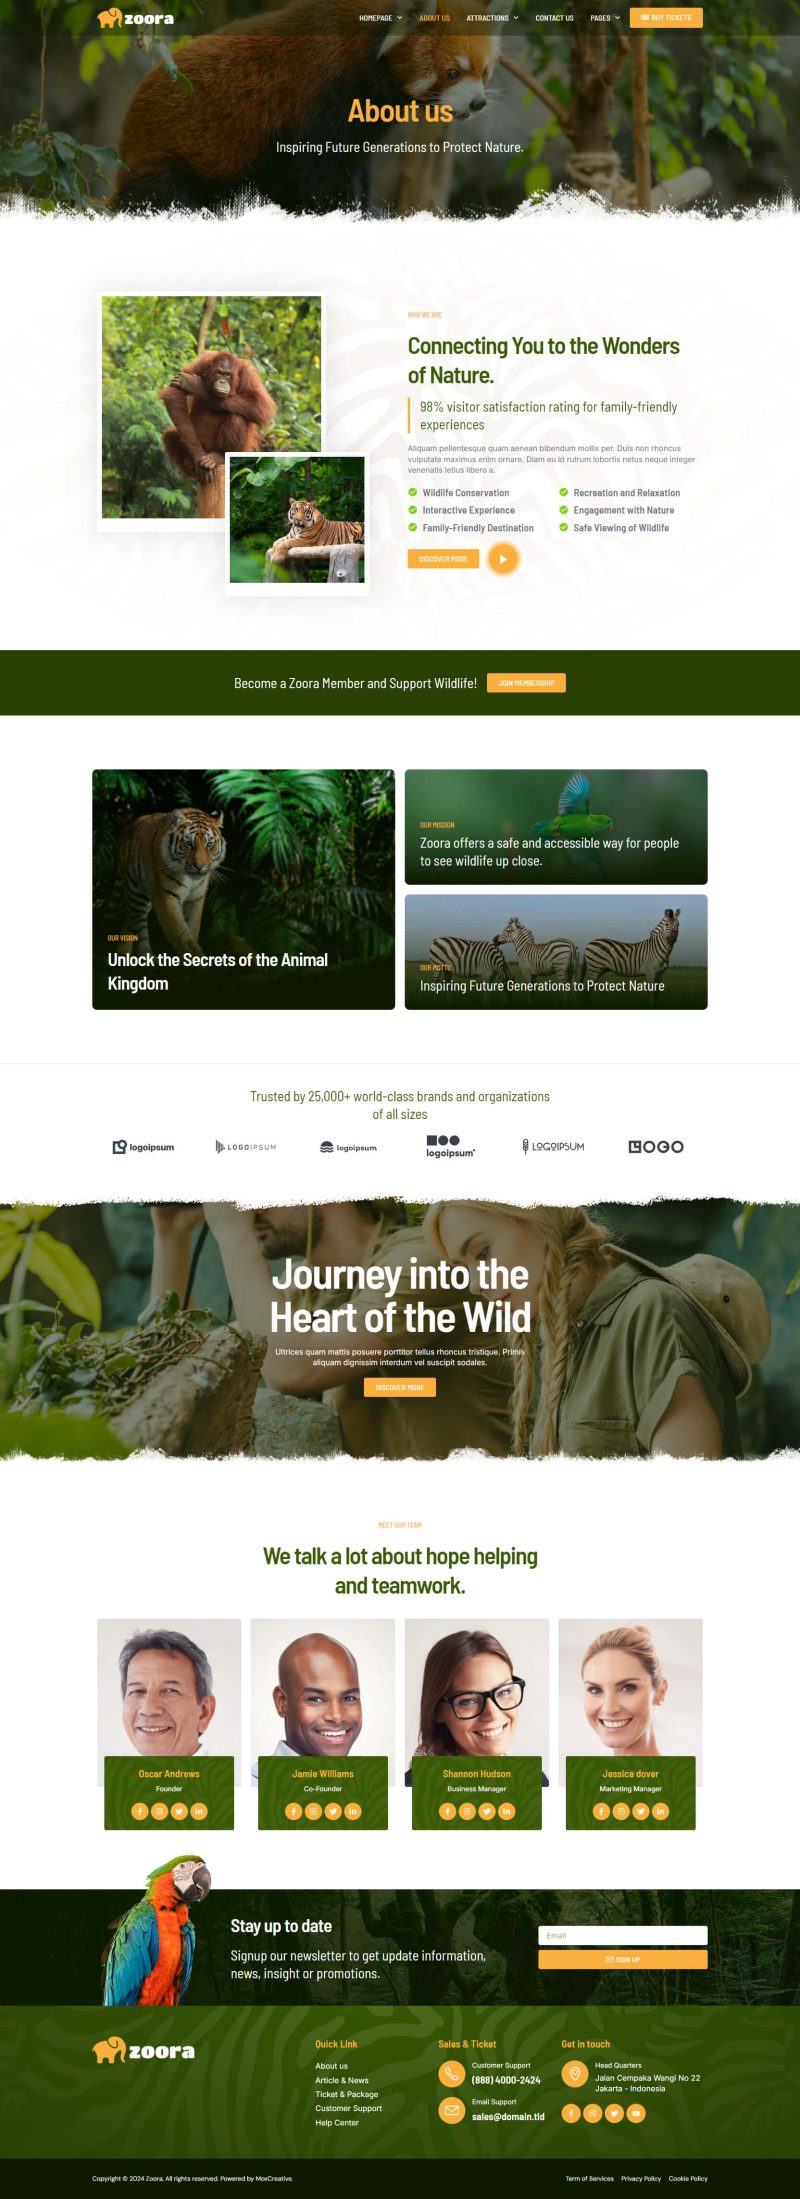 zoora
HOMEPAGE
ABOUT US
ATTRACTIONS
CONTACT US
PAGES
BUY TICKETS
About us
Inspiring Future Generations to Protect Nature.
WHO WE ARE
Connecting You to the Wonders
of Nature.
98% visitor satisfaction rating for family-friendly
experiences
Aliquam pellentesque quam aenean bibendum mollis per. Duis non rhoncus
vulputate maximus enim ornare. Diam eu id rutrum lobortis netus neque integer
venenatis letius libero a.
Wildlife Conservation
Recreation and Relaxation
Interactive Experience
Engagement with Nature
Family-Friendly Destination
Safe Viewing of Wildlife
DISCOVER MORE
Become a Zoora Member and Support Wildlife!
JOIN MEMBERSHIP
OUR VISION
Unlock the Secrets of the Animal
Kingdom
OUR MISSION
Zoora offers a safe and accessible way for people
to see wildlife up close.
OUR MOTTO
Inspiring Future Generations to Protect Nature
Trusted by 25,000+ world-class brands and organizations
of all sizes
logoipsum
LOGOIPSUM
logoipsum
logoipsum
LOGOIPSUM
LOGO
Journey into the
Heart of the Wild
Ultrices quam mattis posuere porttitor tellus rhoncus tristique. Primis
aliquam dignissim interdum vel suscipit sodales.
DISCOVER MORE
MEET OUR TEAM
We talk a lot about hope helping
and teamwork.
Oscar Andrews
Founder
Jamie Williams
Co-Founder
Shannon Hudson
Business Manager
Jessica dover
Marketing Manager
Stay up to date
Signup our newsletter to get update information,
news, insight or promotions.
Email
SIGN UP
zoora
Quick Link
About us
Article & News
Ticket & Package
Customer Support
Help Center
Sales & Ticket
Customer Support
(888) 4000-2424
Email Support
sales@domain.tld
Get in touch
Head Quarters
Jalan Cempaka Wangi No 22
Jakarta - Indonesia
Copyright © 2024 Zoora, All rights reserved. Powered by MoxCreative.
Term of Services
Privacy Policy
Cookie Policy